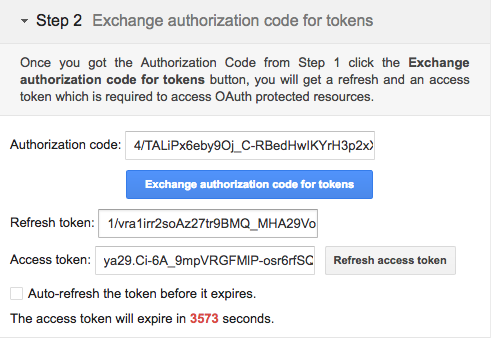 Step 2 Exchange authorization code for tokens
Once you got the Authorization Code from Step 1 click the Exchange
authorization code for tokens button, you will get a refresh and an access
token which is required to access OAuth protected resources.
Authorization code: 4/TALiPx6eby9Oj_C-RBedHwIKYrH3p2xX
Exchange authorization code for tokens
Refresh token: 1/vra1irr2soAz27tr9BMQ_MHA29Vo
Access token: ya29.Ci-6A_9mpVRGFMIP-osr6rfSQ Refresh access token
Auto-refresh the token before it expires.
The access token will expire in 3573 seconds.